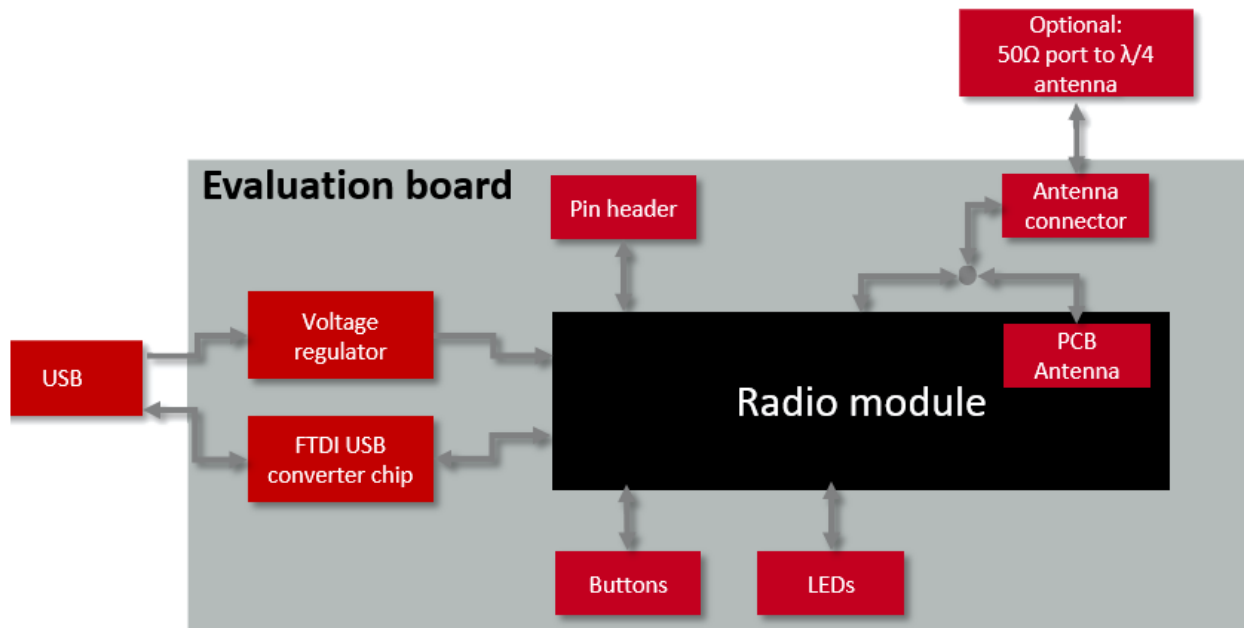 Optional:
50Ω port to λ/4
antenna
Evaluation board
Pin header
Antenna
connector
Voltage
regulator
PCB
Antenna
USB
Radio module
FTDI USB
converter chip
Buttons
LEDs